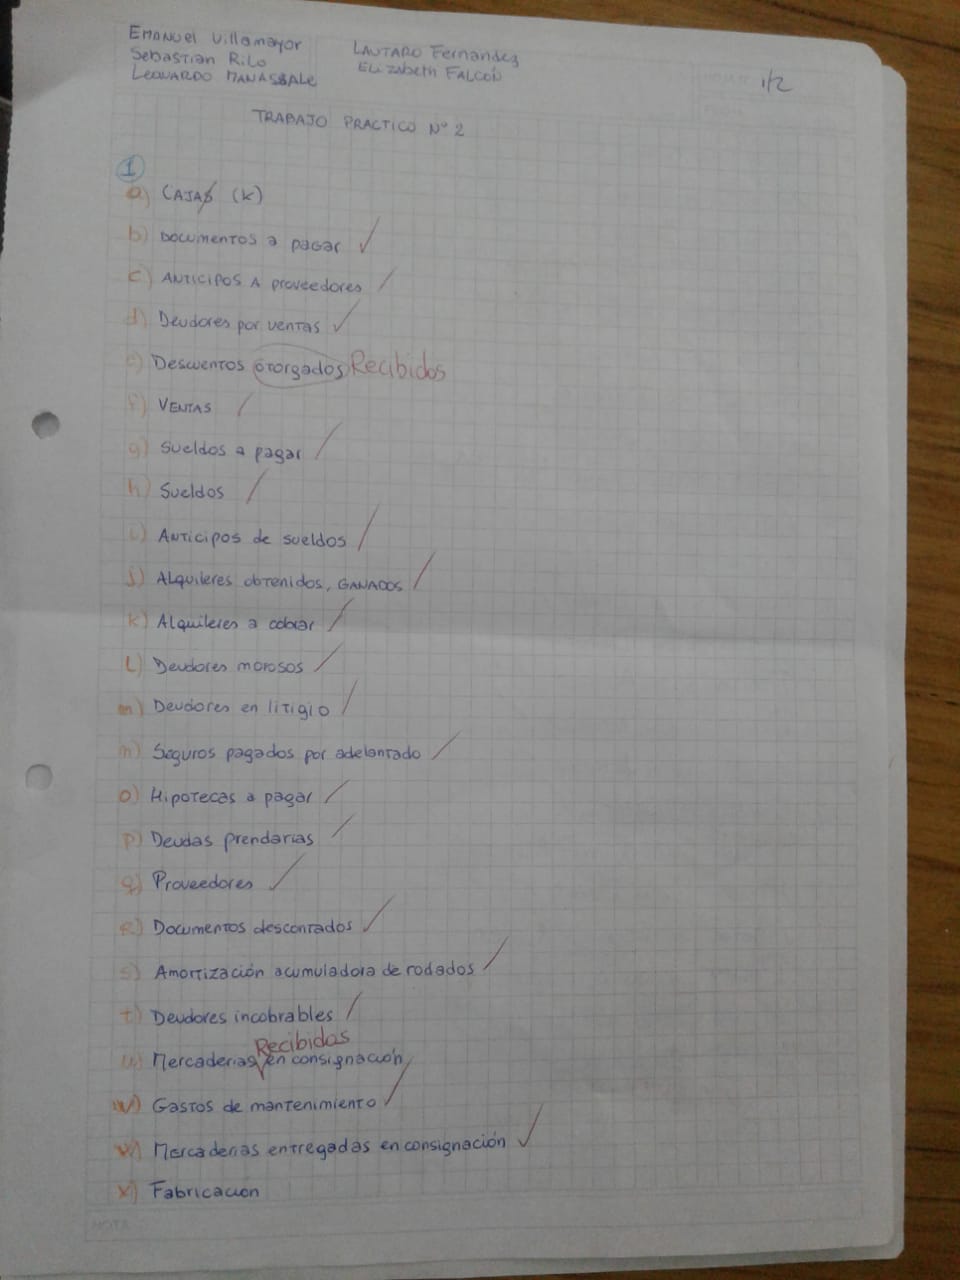 EMANUEL Villamayor
Sebastian Rilo
LEONARDO MANASSALE
LAUTARO Fernandez
Elizabeth FALCÓN
1/2
TRABAJO PRACTICO N° 2
1
a) CAJAS (K)
b) DOCUMENTOS a pagar
c) ANTICIPOS A proveedores
d) Deudores por ventas
e) Descuentos otorgados Recibidos
f) VENTAS
g) Sueldos a pagar
h) Sueldos
i) ANTICIPOS de sueldos
j) Alquileres obtenidos, GANADOS
K) Alquileres a cobrar
L) Deudores morosos
m) Deudores en litigio
n) Seguros pagados por adelantado
o) Hipotecas a pagar
p) Deudas prendarias
q) Proveedores
R) Documentos descontados
s) Amortización acumuladora de rodados
t) Deudores incobrables
Recibidas
u) Mercaderias en consignación
v) Gastos de mantenimiento
w) Mercaderias entregadas en consignación
x) Fabricacion
NOTA